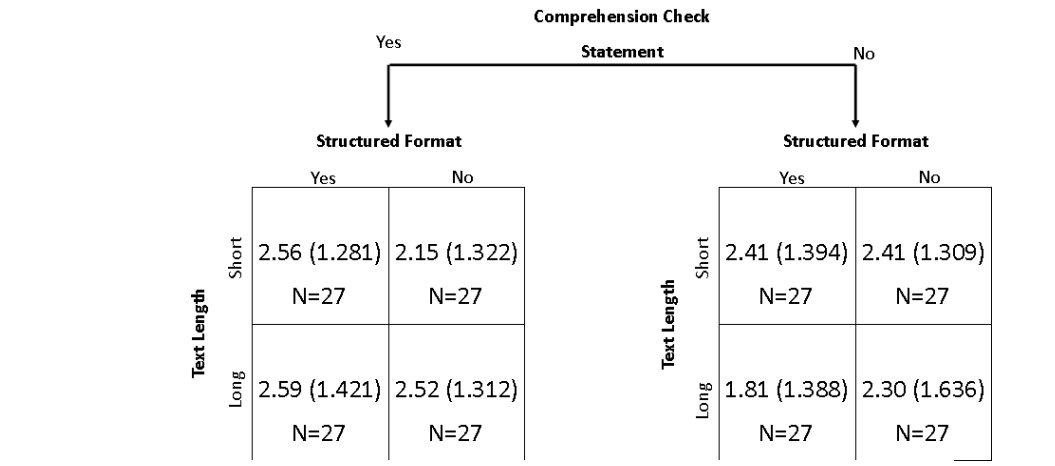 Comprehension Check
Statement
Yes
No
Structured Format
Structured Format
Yes No
Yes No
Text Length
Short
2.56 (1.281) 2.15 (1.322)
N=27 N=27
Long
2.59 (1.421) 2.52 (1.312)
N=27 N=27
Text Length
Short
2.41 (1.394) 2.41 (1.309)
N=27 N=27
Long
1.81 (1.388) 2.30 (1.636)
N=27 N=27